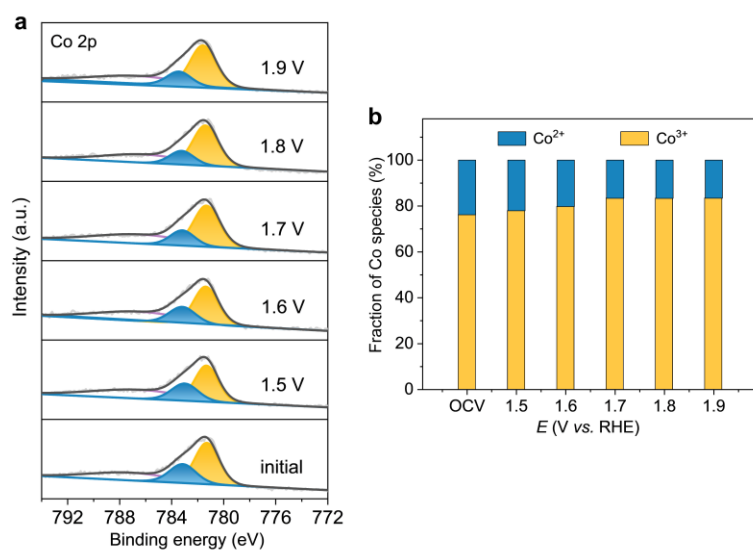 a
Co 2p
1.9 V
1.8 V
1.7 V
1.6 V
1.5 V
initial
Intensity (a.u.)
792 788 784 780 776 772
Binding energy (eV)
b
Co²⁺ Co³⁺
100
80
60
40
20
0
Fraction of Co species (%)
OCV 1.5 1.6 1.7 1.8 1.9
E (V vs. RHE)